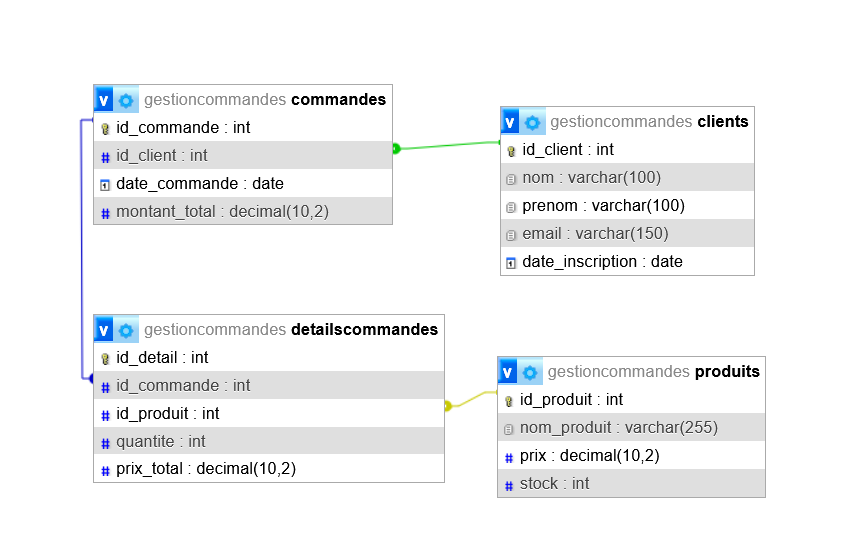 v gestioncommandes commandes
id_commande : int
# id_client : int
date_commande : date
# montant_total : decimal(10,2)
v gestioncommandes clients
id_client : int
nom : varchar(100)
prenom : varchar(100)
email : varchar(150)
date_inscription : date
v gestioncommandes detailscommandes
id_detail : int
# id_commande : int
# id_produit : int
# quantite : int
# prix_total : decimal(10,2)
v gestioncommandes produits
id_produit : int
nom_produit : varchar(255)
# prix : decimal(10,2)
# stock : int